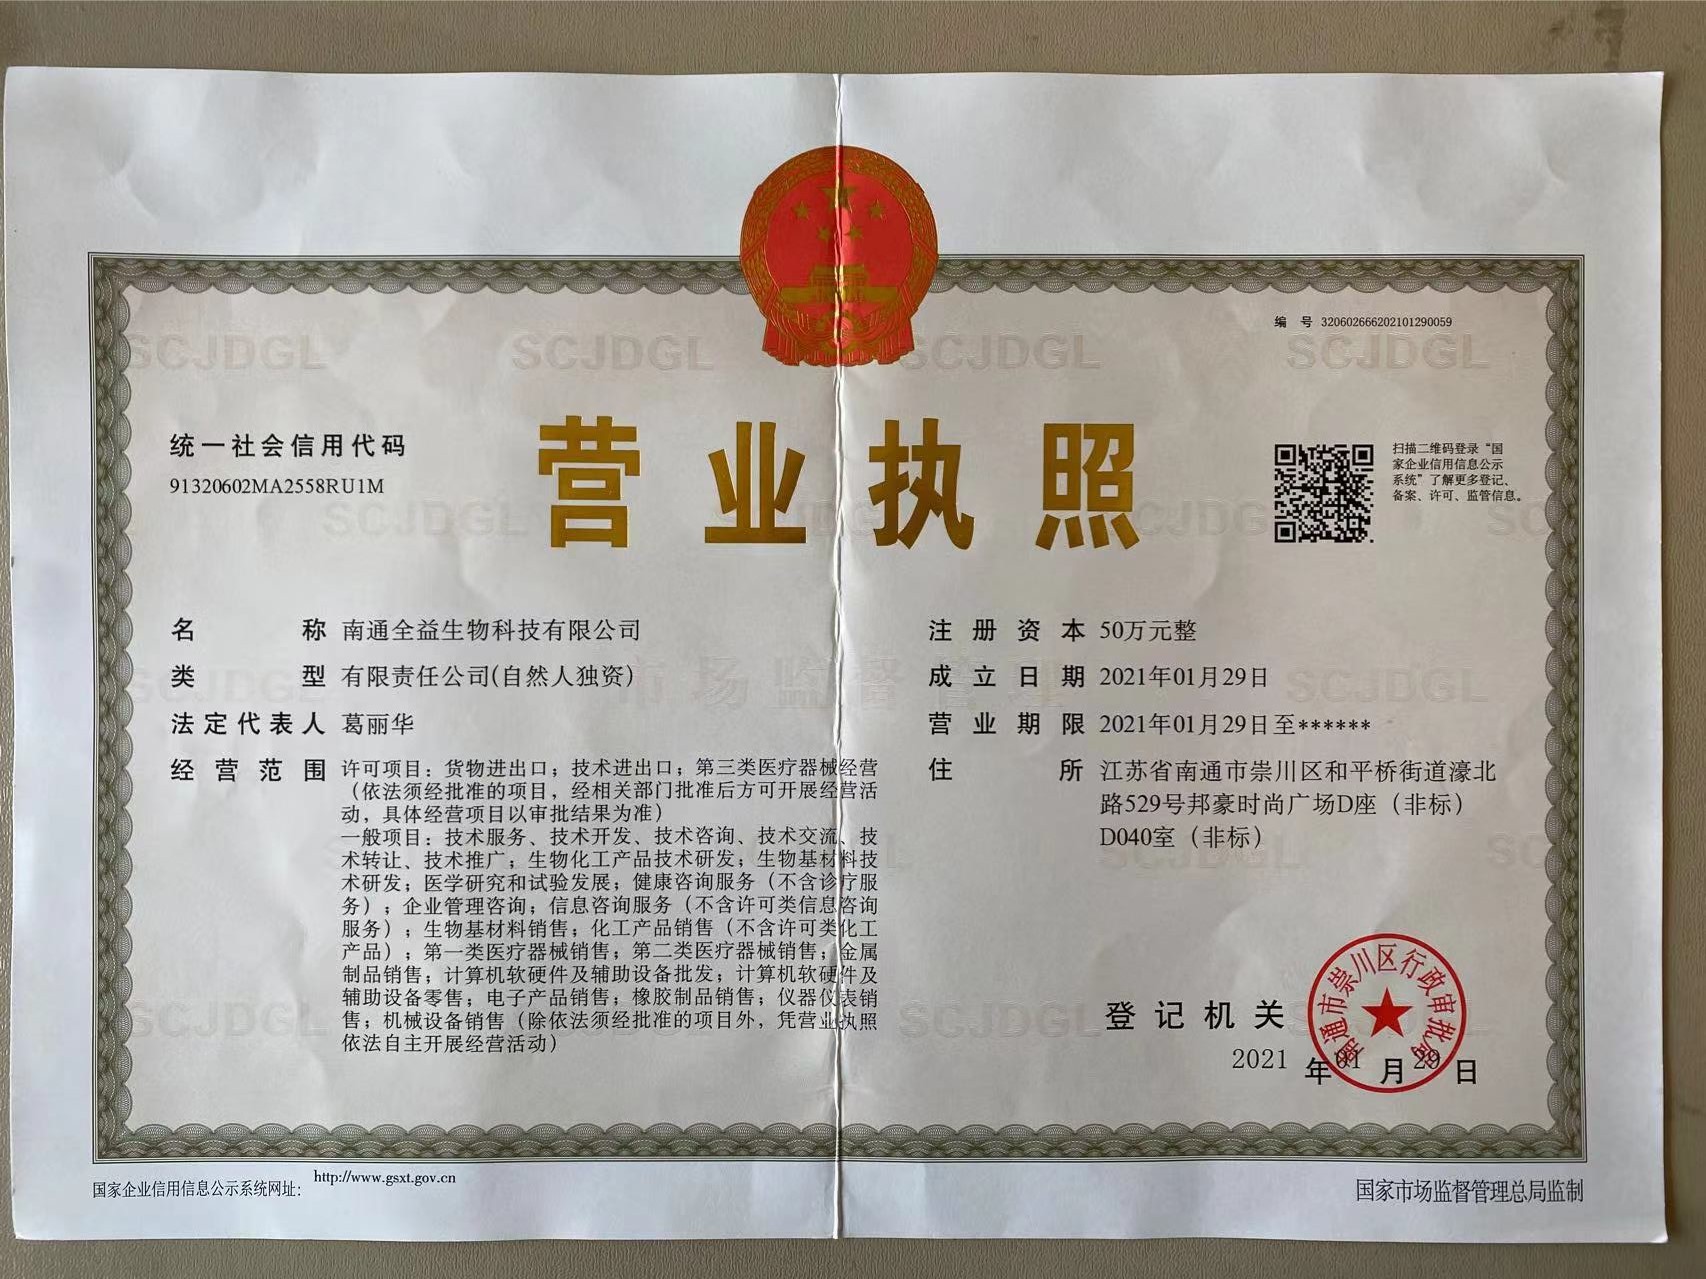 编 号 320602666202101290059
统一社会信用代码
91320602MA2558RU1M
营业执照
扫描二维码登录“国
家企业信用信息公示
系统”了解更多登记、
备案、许可、监管信息。
名 称 南通全益生物科技有限公司
类 型 有限责任公司(自然人独资)
法定代表人 葛丽华
经营范围 许可项目：货物进出口；技术进出口；第三类医疗器械经营
（依法须经批准的项目，经相关部门批准后方可开展经营活
动，具体经营项目以审批结果为准）
一般项目：技术服务、技术开发、技术咨询、技术交流、技
术转让、技术推广；生物化工产品技术研发；生物基材料技
术研发；医学研究和试验发展；健康咨询服务（不含诊疗服
务）；企业管理咨询；信息咨询服务（不含许可类信息咨询
服务）；生物基材料销售；化工产品销售（不含许可类化工
产品）；第一类医疗器械销售；第二类医疗器械销售；金属
制品销售；计算机软硬件及辅助设备批发；计算机软硬件及
辅助设备零售；电子产品销售；橡胶制品销售；仪器仪表销
售；机械设备销售（除依法须经批准的项目外，凭营业执照
依法自主开展经营活动）
注册资本 50万元整
成立日期 2021年01月29日
营业期限 2021年01月29日至******
住 所 江苏省南通市崇川区和平桥街道濠北
路529号邦豪时尚广场D座（非标）
D040室（非标）
登记机关
南通市崇川区行政审批局
2021 年 01 月 29 日
国家企业信用信息公示系统网址： http://www.gsxt.gov.cn
国家市场监督管理总局监制
SCJDGL SCJDGL SCJDGL SCJDGL
市场监督管理